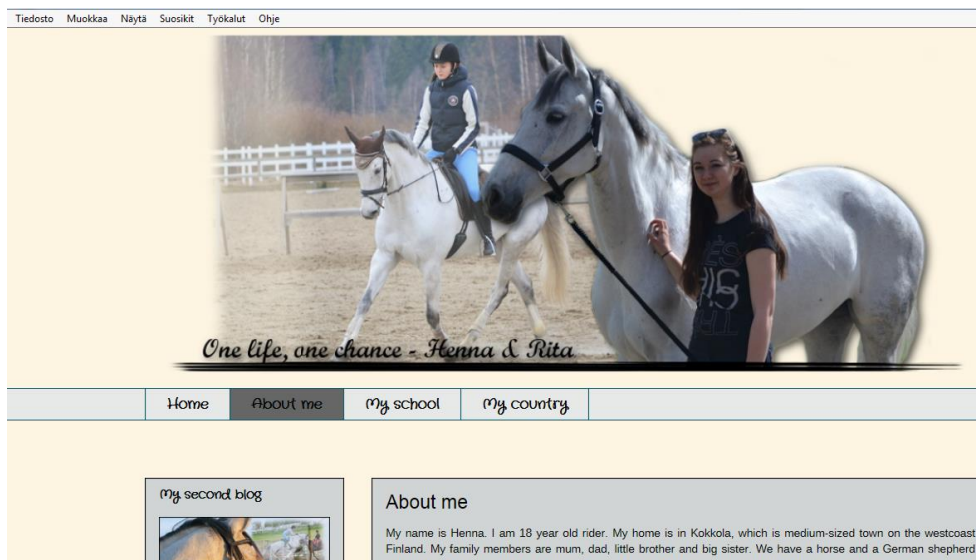 Tiedosto Muokkaa Näytä Suosikit Työkalut Ohje
One life, one chance - Henna & Rita
Home About me My school My country
My second blog
About me
My name is Henna. I am 18 year old rider. My home is in Kokkola, which is medium-sized town on the westcoast
Finland. My family members are mum, dad, little brother and big sister. We have a horse and a German shepherd